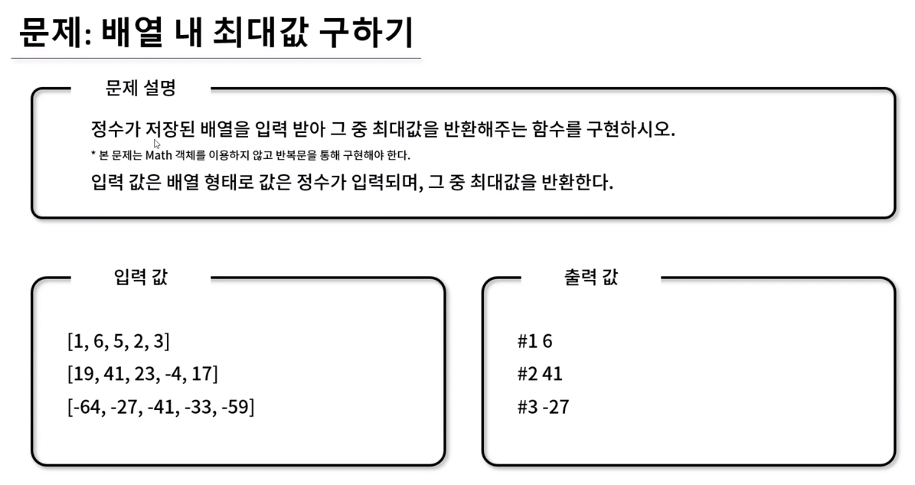 문제: 배열 내 최대값 구하기
문제 설명
정수가 저장된 배열을 입력 받아 그 중 최대값을 반환해주는 함수를 구현하시오.
* 본 문제는 Math 객체를 이용하지 않고 반복문을 통해 구현해야 한다.
입력 값은 배열 형태로 값은 정수가 입력되며, 그 중 최대값을 반환한다.
입력 값
[1, 6, 5, 2, 3]
[19, 41, 23, -4, 17]
[-64, -27, -41, -33, -59]
출력 값
#1 6
#2 41
#3 -27